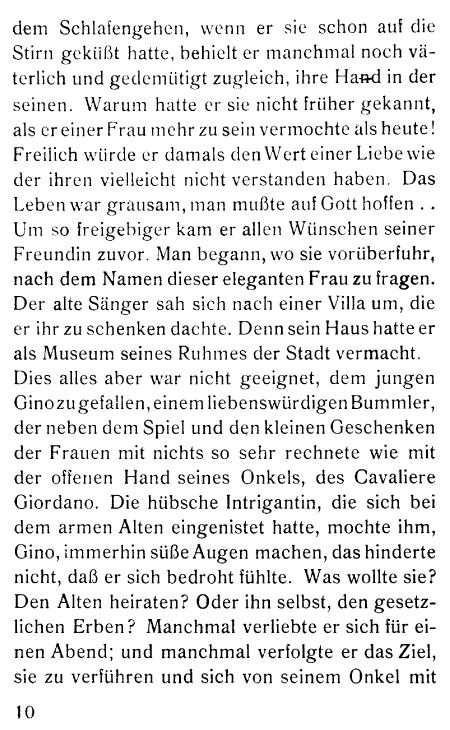 dem Schlafengehen, wenn er sie schon auf die
Stirn geküßt hatte, behielt er manchmal noch vä-
terlich und gedemütigt zugleich, ihre Hand in der
seinen. Warum hatte er sie nicht früher gekannt,
als er einer Frau mehr zu sein vermochte als heute!
Freilich würde er damals den Wert einer Liebe wie
der ihren vielleicht nicht verstanden haben. Das
Leben war grausam, man mußte auf Gott hoffen . .
Um so freigebiger kam er allen Wünschen seiner
Freundin zuvor. Man begann, wo sie vorüberfuhr,
nach dem Namen dieser eleganten Frau zu fragen.
Der alte Sänger sah sich nach einer Villa um, die
er ihr zu schenken dachte. Denn sein Haus hatte er
als Museum seines Ruhmes der Stadt vermacht.
Dies alles aber war nicht geeignet, dem jungen
Gino zu gefallen, einem liebenswürdigen Bummler,
der neben dem Spiel und den kleinen Geschenken
der Frauen mit nichts so sehr rechnete wie mit
der offenen Hand seines Onkels, des Cavaliere
Giordano. Die hübsche Intrigantin, die sich bei
dem armen Alten eingenistet hatte, mochte ihm,
Gino, immerhin süße Augen machen, das hinderte
nicht, daß er sich bedroht fühlte. Was wollte sie?
Den Alten heiraten? Oder ihn selbst, den gesetz-
lichen Erben? Manchmal verliebte er sich für ei-
nen Abend; und manchmal verfolgte er das Ziel,
sie zu verführen und sich von seinem Onkel mit
10